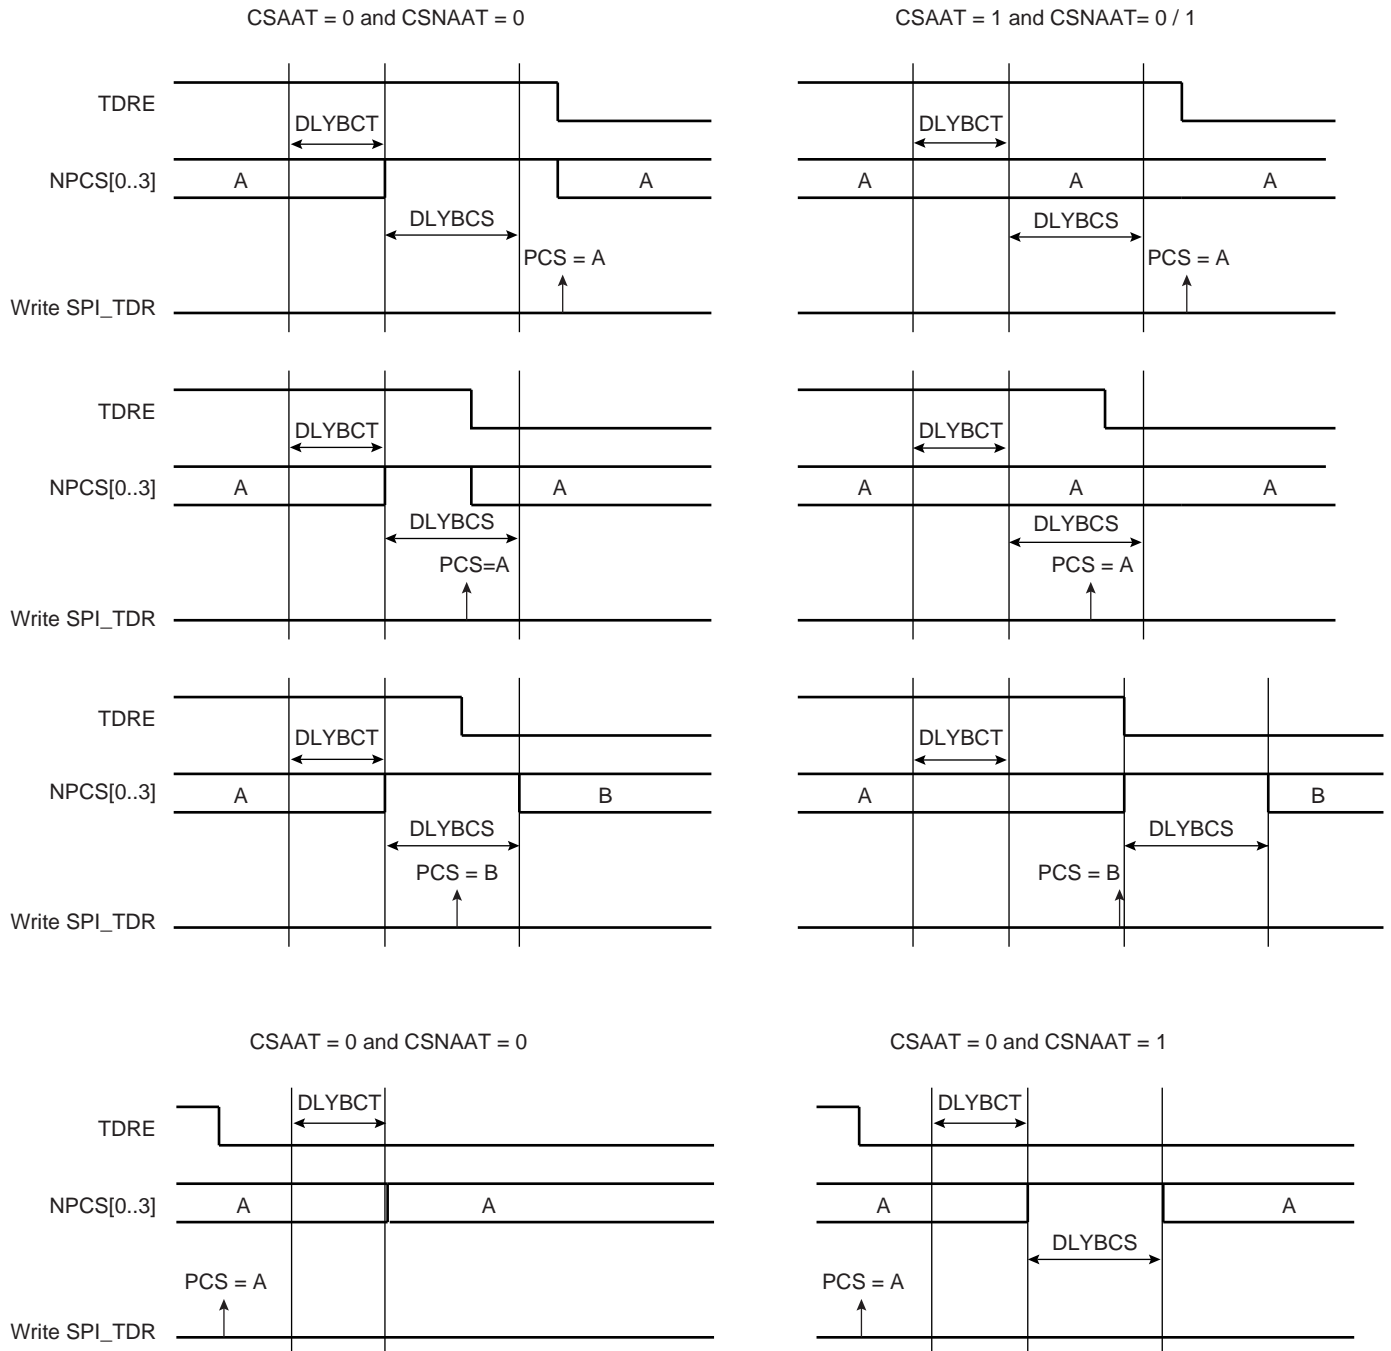 CSAAT = 0 and CSNAAT = 0
CSAAT = 1 and CSNAAT= 0 / 1
TDRE
DLYBCT
DLYBCT
NPCS[0..3]
A
A
A
A
A
DLYBCS
DLYBCS
PCS = A
PCS = A
Write SPI_TDR
TDRE
DLYBCT
DLYBCT
NPCS[0..3]
A
A
A
A
A
DLYBCS
DLYBCS
PCS=A
PCS = A
Write SPI_TDR
TDRE
DLYBCT
DLYBCT
NPCS[0..3]
A
B
A
B
DLYBCS
DLYBCS
PCS = B
PCS = B
Write SPI_TDR
CSAAT = 0 and CSNAAT = 0
CSAAT = 0 and CSNAAT = 1
DLYBCT
DLYBCT
TDRE
NPCS[0..3]
A
A
A
A
DLYBCS
PCS = A
PCS = A
Write SPI_TDR